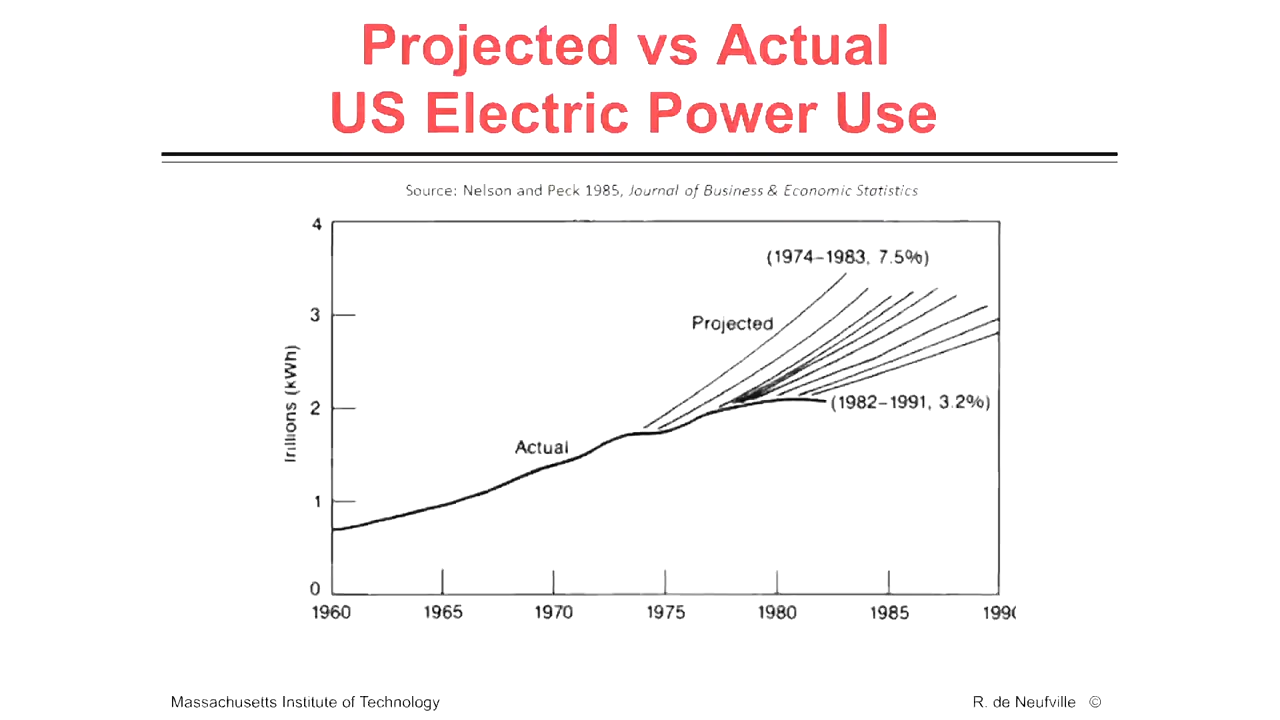 Projected vs Actual
US Electric Power Use
Source: Nelson and Peck 1985, Journal of Business & Economic Statistics
4
(1974–1983, 7.5%)
3
Projected
Trillions (kWh)
2
(1982–1991, 3.2%)
Actual
1
0
1960 1965 1970 1975 1980 1985 199
Massachusetts Institute of Technology R. de Neufville ©